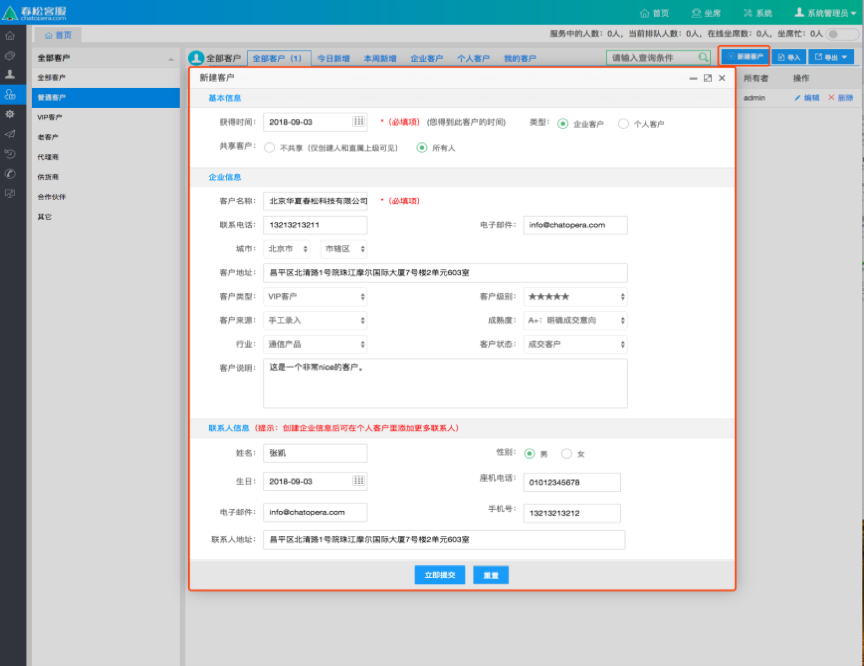 春松客服
chatopera.com
首页 坐席 系统 系统管理员
首页
服务中的人数：0人，当前排队人数：0人，在线坐席数：0人，坐席忙：0人
全部客户
全部客户
普通客户
VIP客户
老客户
代理商
供货商
合作伙伴
其它
全部客户 全部客户（1） 今日新增 本周新增 企业客户 个人客户 我的客户
请输入查询条件 新建客户 导入 导出
所有者 操作
admin 编辑 删除
新建客户
基本信息
获得时间： 2018-09-03 *（必填项）（您得到此客户的时间） 类型： 企业客户 个人客户
共享客户： 不共享（仅创建人和直属上级可见） 所有人
企业信息
客户名称： 北京华夏春松科技有限公司 *（必填项）
联系电话： 13213213211 电子邮件： info@chatopera.com
城市： 北京市 市辖区
客户地址： 昌平区北清路1号院珠江摩尔国际大厦7号楼2单元603室
客户类型： VIP客户 客户级别： ★★★★★
客户来源： 手工录入 成熟度： A+：明确成交意向
行业： 通信产品 客户状态： 成交客户
客户说明： 这是一个非常nice的客户。
联系人信息（提示：创建企业信息后可在个人客户里添加更多联系人）
姓名： 张凯 性别： 男 女
生日： 2018-09-03 座机电话： 01012345678
电子邮件： info@chatopera.com 手机号： 13213213212
联系人地址： 昌平区北清路1号院珠江摩尔国际大厦7号楼2单元603室
立即提交 重置